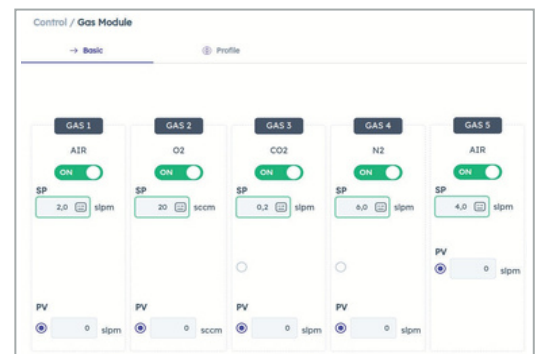 Control / Gas Module
→ Basic
Profile
GAS 1 GAS 2 GAS 3 GAS 4 GAS 5
AIR O2 CO2 N2 AIR
ON ON ON ON ON
SP SP SP SP SP
2,0 slpm 20 sccm 0,2 slpm 6,0 slpm 4,0 slpm
PV
0 slpm
PV PV PV PV
0 slpm 0 sccm 0 slpm 0 slpm